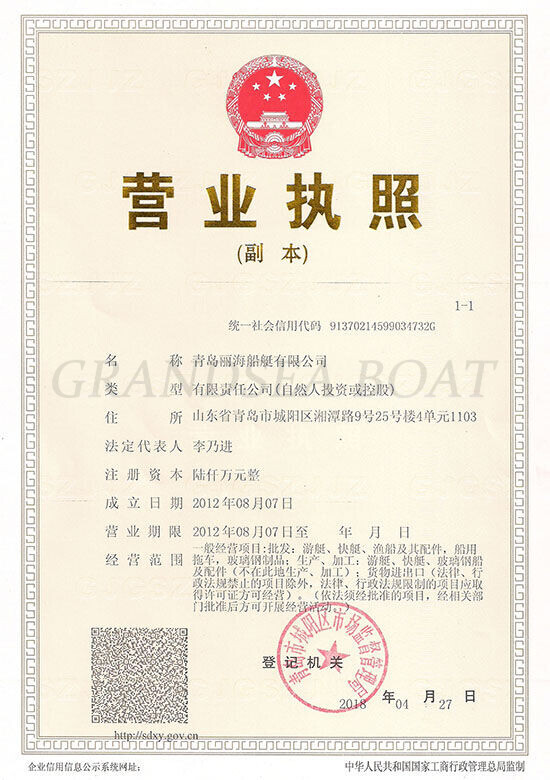 营业执照
(副 本)
1-1
统一社会信用代码 91370214599034732G
名 称 青岛丽海船艇有限公司
GRANDSEA BOAT
类 型 有限责任公司(自然人投资或控股)
住 所 山东省青岛市城阳区湘潭路9号25号楼4单元1103
法定代表人 李乃进
注册资本 陆仟万元整
成立日期 2012年08月07日
营业期限 2012年08月07日至 年 月 日
经营范围 一般经营项目:批发:游艇、快艇、渔船及其配件，船用
拖车，玻璃钢制品；生产、加工：游艇、快艇、玻璃钢船
及配件（不在此地生产、加工）；货物进出口（法律、行
政法规禁止的项目除外，法律、行政法规限制的项目应取
得许可证方可经营）。（依法须经批准的项目，经相关部
门批准后方可开展经营活动。）
青岛市城阳区市场监督管理局
登记机关
2018 年 04 月 27 日
http://sdxy.gov.cn
企业信用信息公示系统网址：
中华人民共和国国家工商行政管理总局监制